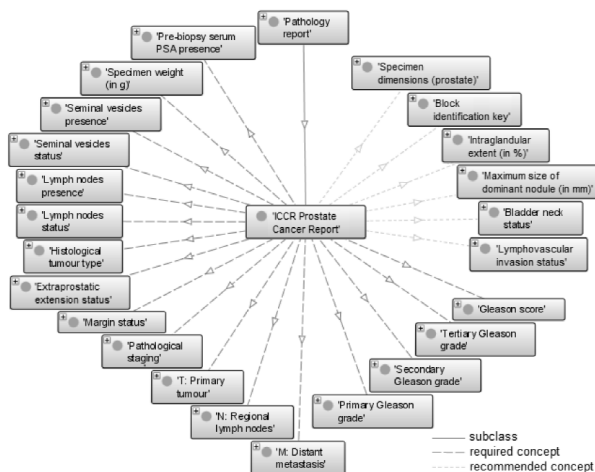 'Pathology
report'
'Pre-biopsy serum
PSA presence'
'Specimen weight
(in g)'
'Seminal vesicles
presence'
'Seminal vesicles
status'
'Lymph nodes
presence'
'Lymph nodes
status'
'Histological
tumour type'
'Extraprostatic
extension status'
'Margin status'
'Pathological
staging'
'T: Primary
tumour'
'N: Regional
lymph nodes'
'M: Distant
metastasis'
'ICCR Prostate
Cancer Report'
'Specimen
dimensions (prostate)'
'Block
identification key'
'Intraglandular
extent (in %)'
'Maximum size of
dominant nodule (in mm)'
'Bladder neck
status'
'Lymphovascular
invasion status'
'Gleason score'
'Tertiary Gleason
grade'
'Secondary
Gleason grade'
'Primary Gleason
grade'
subclass
required concept
recommended concept